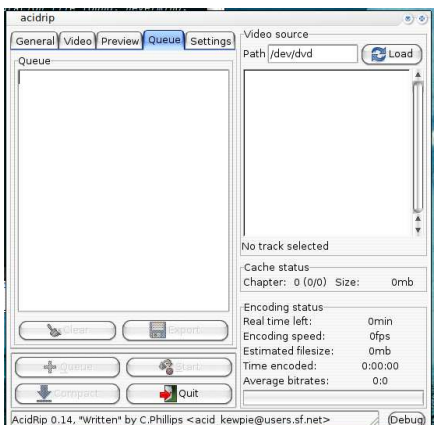 acidrip
General Video Preview Queue Settings
Queue
Clear Export
Queue Start
Compact Quit
Video source
Path /dev/dvd Load
No track selected
Cache status
Chapter: 0 (0/0) Size: 0mb
Encoding status
Real time left: 0min
Encoding speed: 0fps
Estimated filesize: 0mb
Time encoded: 0:00:00
Average bitrates: 0:0
AcidRip 0.14, "Written" by C.Phillips <acid_kewpie@users.sf.net> Debug